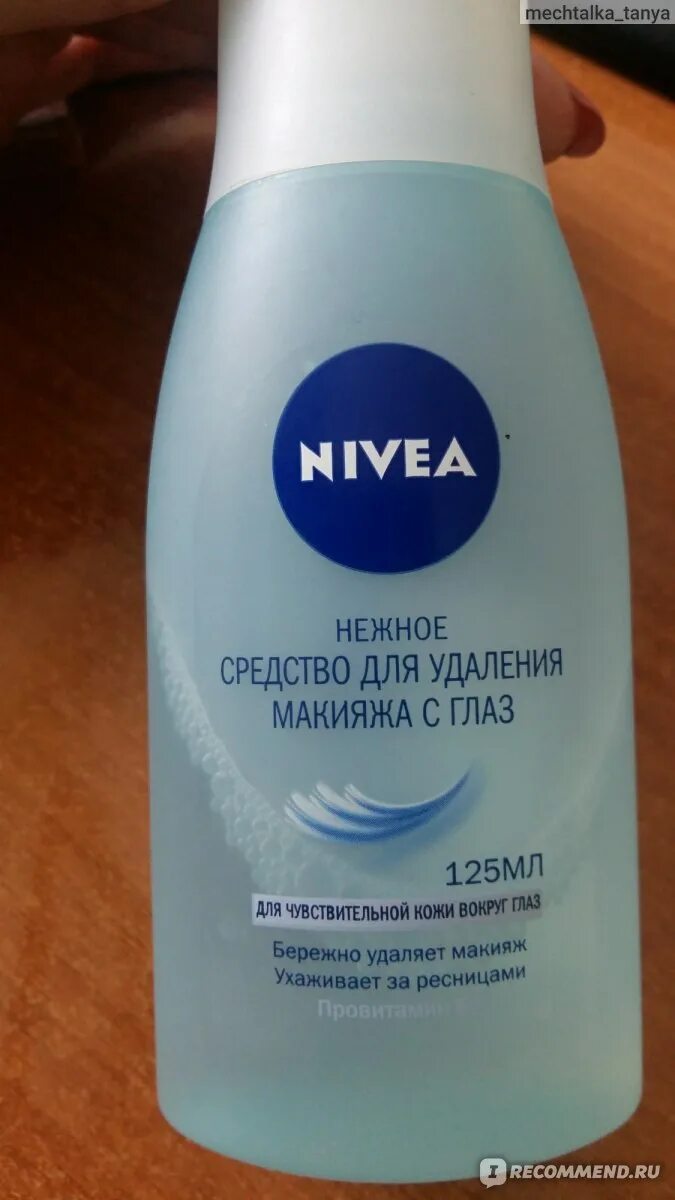 mechtalka_tanya
NIVEA
НЕЖНОЕ
СРЕДСТВО ДЛЯ УДАЛЕНИЯ
МАКИЯЖА С ГЛАЗ
125МЛ
ДЛЯ ЧУВСТВИТЕЛЬНОЙ КОЖИ ВОКРУГ ГЛАЗ
Бережно удаляет макияж
Ухаживает за ресницами
Провитамин
IRECOMMEND.RU